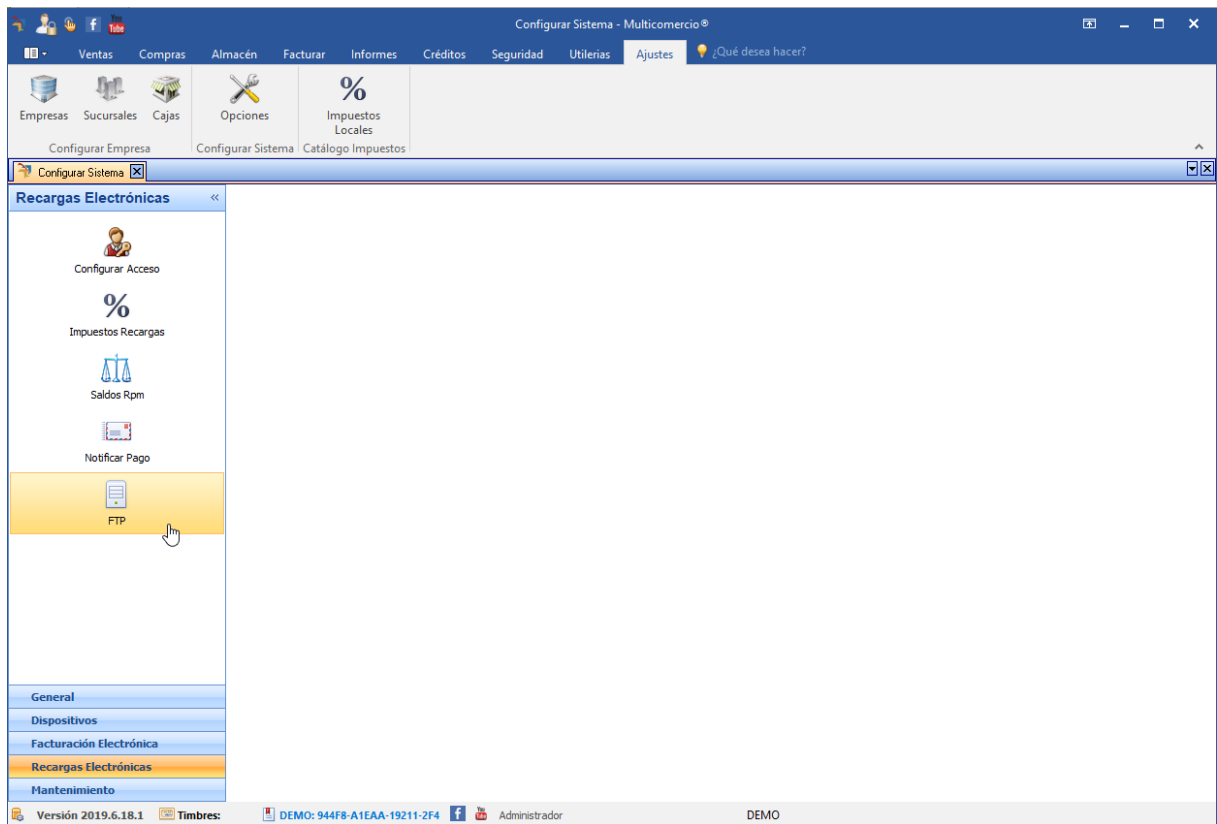 Configurar Sistema - Multicomercio®
Ventas Compras Almacén Facturar Informes Créditos Seguridad Utilerias Ajustes ¿Qué desea hacer?
Empresas Sucursales Cajas Opciones Impuestos Locales
Configurar Empresa Configurar Sistema Catálogo Impuestos
Configurar Sistema
Recargas Electrónicas
Configurar Acceso
%
Impuestos Recargas
Saldos Rpm
Notificar Pago
FTP
General
Dispositivos
Facturación Electrónica
Recargas Electrónicas
Mantenimiento
Versión 2019.6.18.1 Timbres: DEMO: 944F8-A1EAA-19211-2F4 f You Administrador DEMO